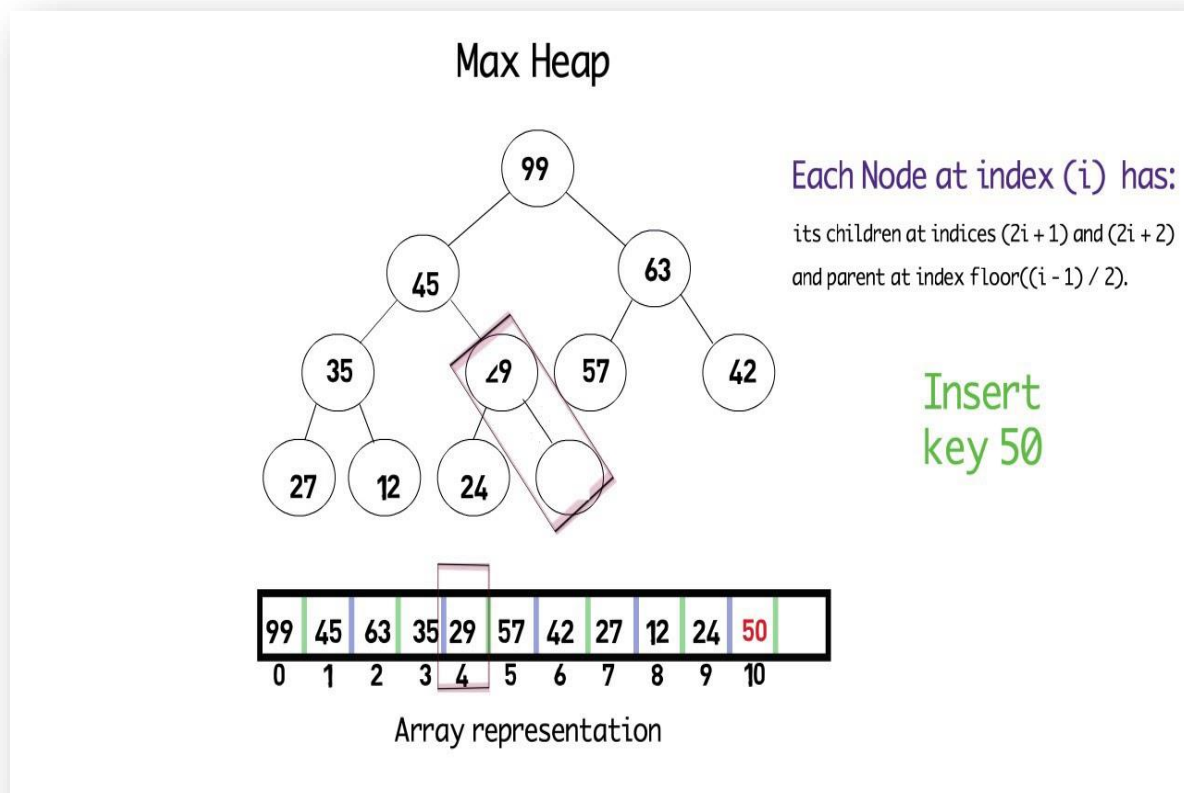 Max Heap
99
Each Node at index (i) has:
its children at indices (2i + 1) and (2i + 2)
and parent at index floor((i - 1) / 2).
45
63
35
29
57
42
Insert
key 50
27
12
24
99 45 63 35 29 57 42 27 12 24 50
0 1 2 3 4 5 6 7 8 9 10
Array representation